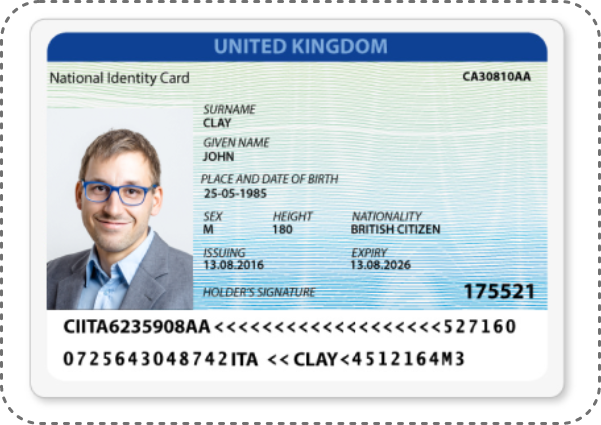 UNITED KINGDOM
National Identity Card CA30810AA
SURNAME
CLAY
GIVEN NAME
JOHN
PLACE AND DATE OF BIRTH
25-05-1985
SEX HEIGHT NATIONALITY
M 180 BRITISH CITIZEN
ISSUING EXPIRY
13.08.2016 13.08.2026
HOLDER'S SIGNATURE 175521
CIITA6235908AA<<<<<<<<<<<<<<<<<<<527160
0725643048742ITA <<CLAY<4512164M3